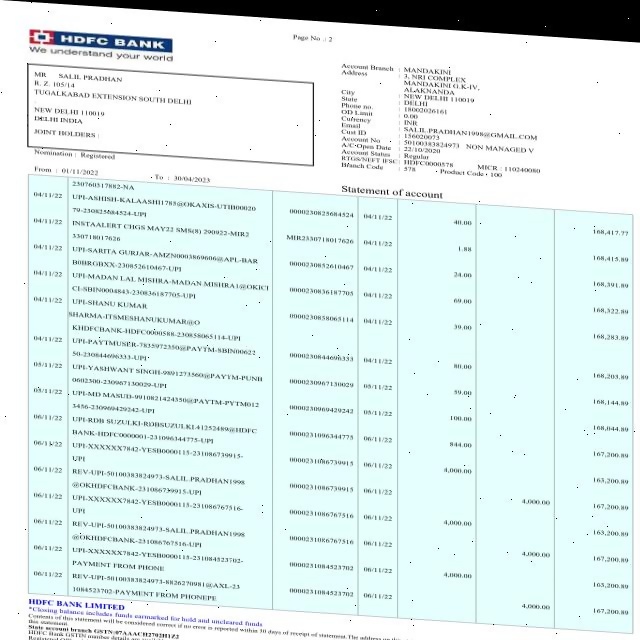 Page No .: 2
HDFC BANK
We understand your world
MR SALIL PRADHAN
R. Z. 105/14
TUGALKABAD EXTENSION SOUTH DELHI
:
NEW DELHI 110019
DELHI INDIA
JOINT HOLDERS :
Nomination : Registered
From : 01/11/2022 To : 30/04/2023
Account Branch : MANDAKINI
Address : 3, NRI COMPLEX
MANDAKINI G.K-IV,
ALAKNANDA
City : NEW DELHI 110019
State : DELHI
Phone no. : 18002026161
OD Limit : 0.00
Currency : INR
Email : SALIL.PRADHAN1998@GMAIL.COM
Cust ID : 156020073
Account No : 50100383824973 NON MANAGED V
A/C Open Date : 22/10/2020
Account Status : Regular
RTGS/NEFT IFSC : HDFC0000578 MICR : 110240080
Branch Code : 578 Product Code : 100
Statement of account
230760317882-NA
04/11/22 UPI-ASHISH-KALAASHI1785@OKAXIS-UTIB00020 0000230825684524 04/11/22 40.00 168,417.77
79-230825684524-UPI
04/11/22 INSTAALERT CHGS MAY22 SMS(8) 290922-MIR2 MIR2330718017626 04/11/22 1.88 168,415.89
330718017626
04/11/22 UPI-SARITA GURJAR-AMZN0003869606@APL-BAR 0000230852610467 04/11/22 24.00 168,391.89
B0BRGBXX-230852610467-UPI
04/11/22 UPI-MADAN LAL MISHRA-MADAN MISHRA1@OKICI 0000230836187705 04/11/22 69.00 168,322.89
CI-SBIN0004843-230836187705-UPI
04/11/22 UPI-SHANU KUMAR 0000230858065114 04/11/22 39.00 168,283.89
SHARMA-ITSMESHANUKUMAR@O
KHDFCBANK-HDFC0000588-230858065114-UPI
04/11/22 UPI-PAYTMUSER-7835972350@PAYTM-SBIN00622 0000230844696333 04/11/22 80.00 168,203.89
50-230844696333-UPI
05/11/22 UPI-YASHWANT SINGH-9891273560@PAYTM-PUNB 0000230967130029 05/11/22 59.00 168,144.89
0602300-230967130029-UPI
05/11/22 UPI-MD MASUD-9910821424350@PAYTM-PYTM012 0000230969429242 05/11/22 100.00 168,044.89
3456-230969429242-UPI
06/11/22 UPI-RDB SUZULKI-RDBSUZULKI.41252489@HDFC 0000231096344775 06/11/22 844.00 167,200.89
BANK-HDFC0000001-231096344775-UPI
06/11/22 UPI-XXXXXX7842-YESB0000115-231086739915- 0000231086739915 06/11/22 4,000.00 163,200.89
UPI
06/11/22 REV-UPI-50100383824973-SALIL.PRADHAN1998 0000231086739915 06/11/22 4,000.00 167,200.89
@OKHDFCBANK-231086739915-UPI
06/11/22 UPI-XXXXXX7842-YESB0000115-231086767516- 0000231086767516 06/11/22 4,000.00 163,200.89
UPI
06/11/22 REV-UPI-50100383824973-SALIL.PRADHAN1998 0000231086767516 06/11/22 4,000.00 167,200.89
@OKHDFCBANK-231086767516-UPI
06/11/22 UPI-XXXXXX7842-YESB0000115-231084523702- 0000231084523702 06/11/22 4,000.00 163,200.89
PAYMENT FROM PHONE
06/11/22 REV-UPI-50100383824973-8826270981@AXL-23 0000231084523702 06/11/22 4,000.00 167,200.89
1084523702-PAYMENT FROM PHONEPE
HDFC BANK LIMITED
*Closing balance includes funds earmarked for hold and uncleared funds
Contents of this statement will be considered correct if no error is reported within 30 days of receipt of statement.The address on
this statement
State account branch GSTN:07AAACH2702H1Z2
HDFC Bank GSTIN number details are